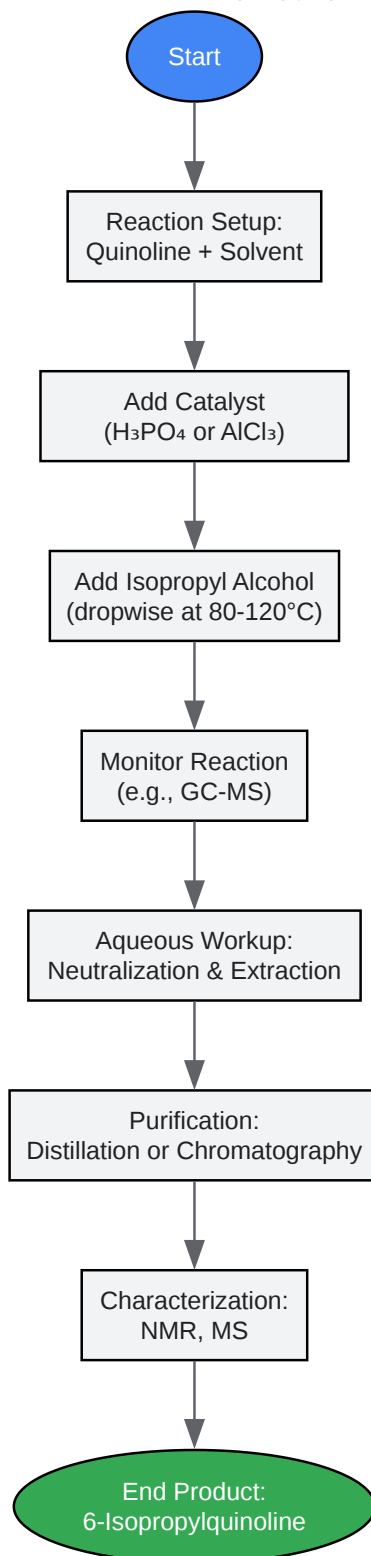 Start
Reaction Setup:
Quinoline + Solvent
Add Catalyst
(H₃PO₄ or AlCl₃)
Add Isopropyl Alcohol
(dropwise at 80-120°C)
Monitor Reaction
(e.g., GC-MS)
Aqueous Workup:
Neutralization & Extraction
Purification:
Distillation or Chromatography
Characterization:
NMR, MS
End Product:
6-Isopropylquinoline